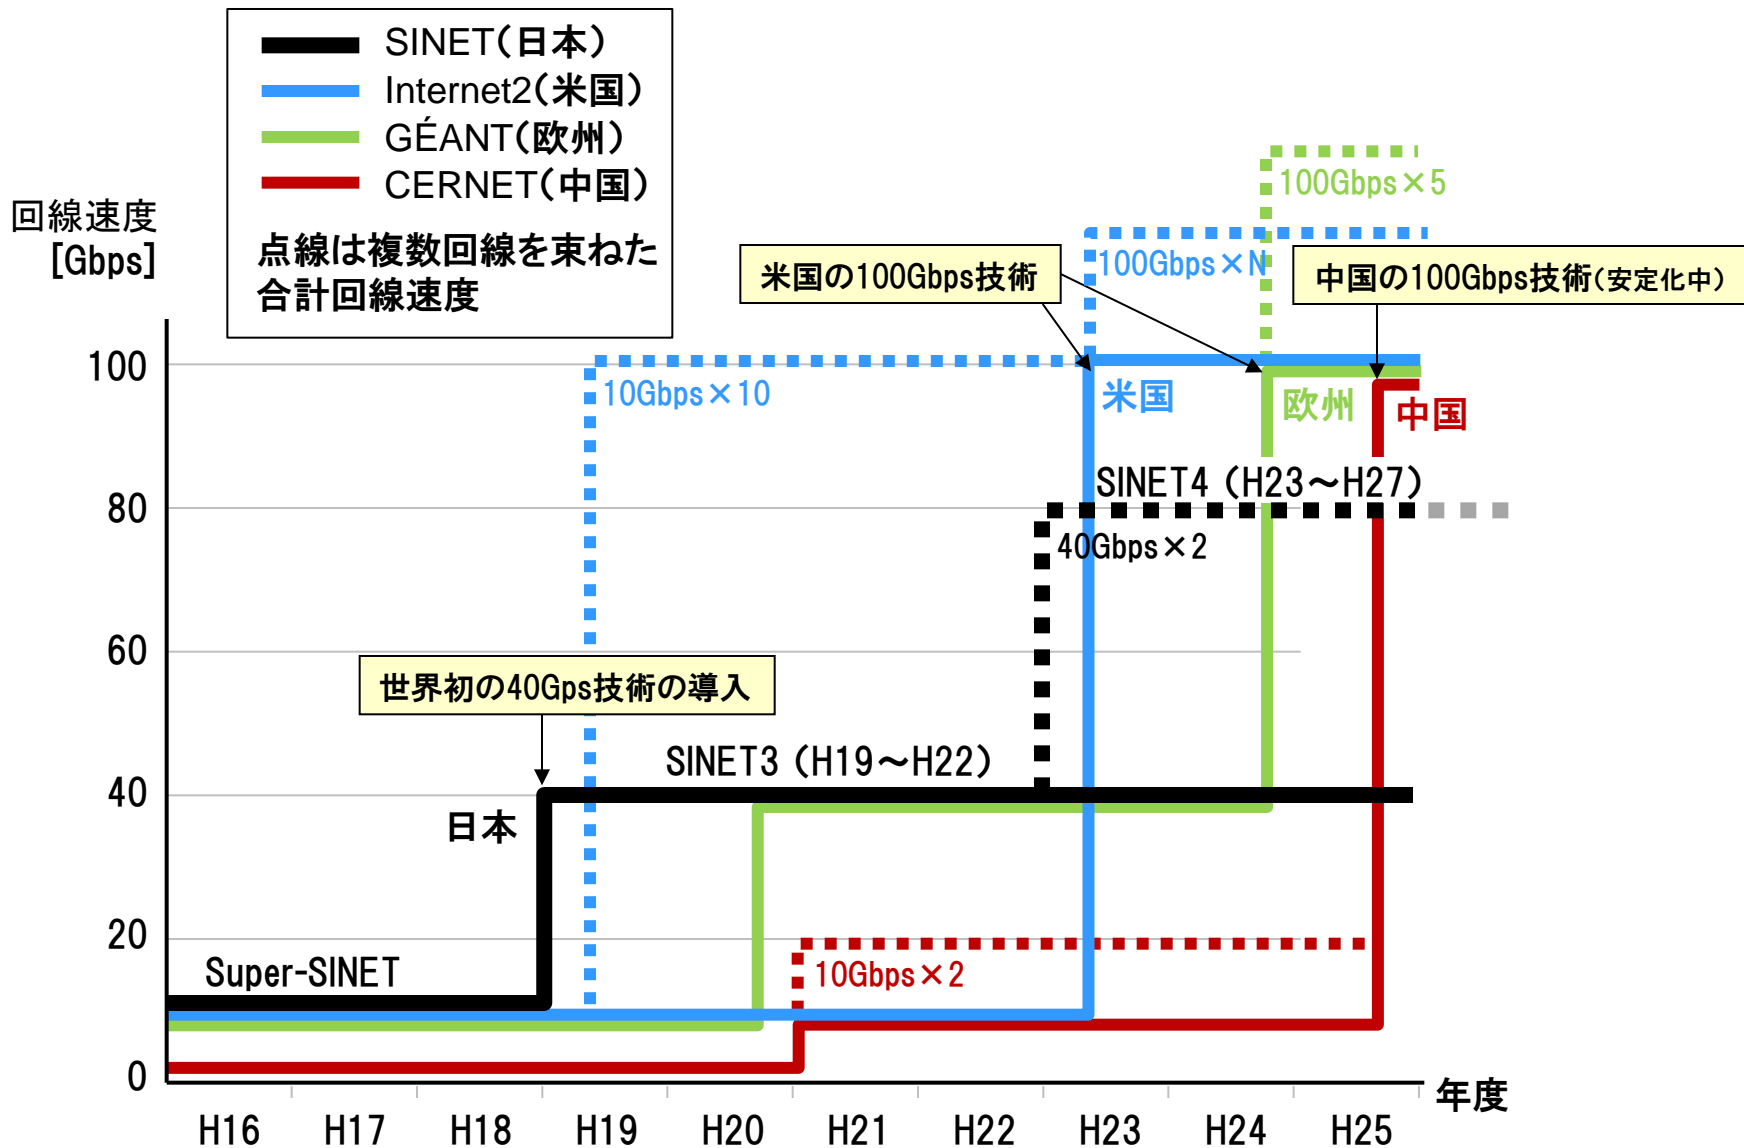 SINET(日本)
Internet2(米国)
GÉANT(欧州)
CERNET(中国)
点線は複数回線を束ねた
合計回線速度
回線速度
[Gbps]
100Gbps×5
100Gbps×N
米国の100Gbps技術
中国の100Gbps技術(安定化中)
100
10Gbps×10
米国
欧州
中国
SINET4 (H23～H27)
80
40Gbps×2
60
世界初の40Gps技術の導入
SINET3 (H19～H22)
40
日本
20
Super-SINET
10Gbps×2
0
年度
H16 H17 H18 H19 H20 H21 H22 H23 H24 H25